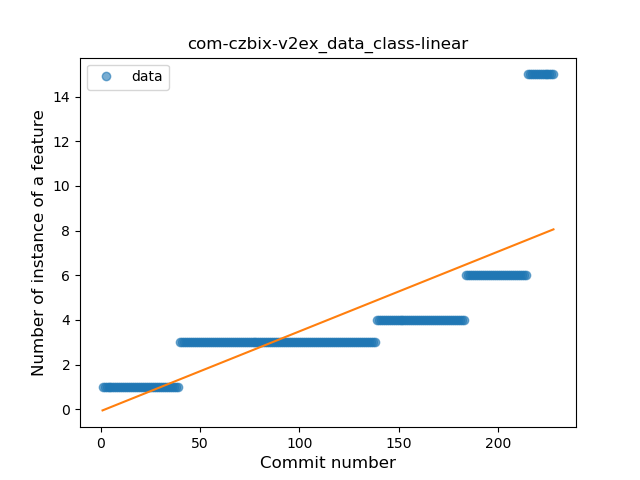 com-czbix-v2ex_data_class-linear
data
Number of instance of a feature
14
12
10
8
6
4
2
0
0 50 100 150 200
Commit number